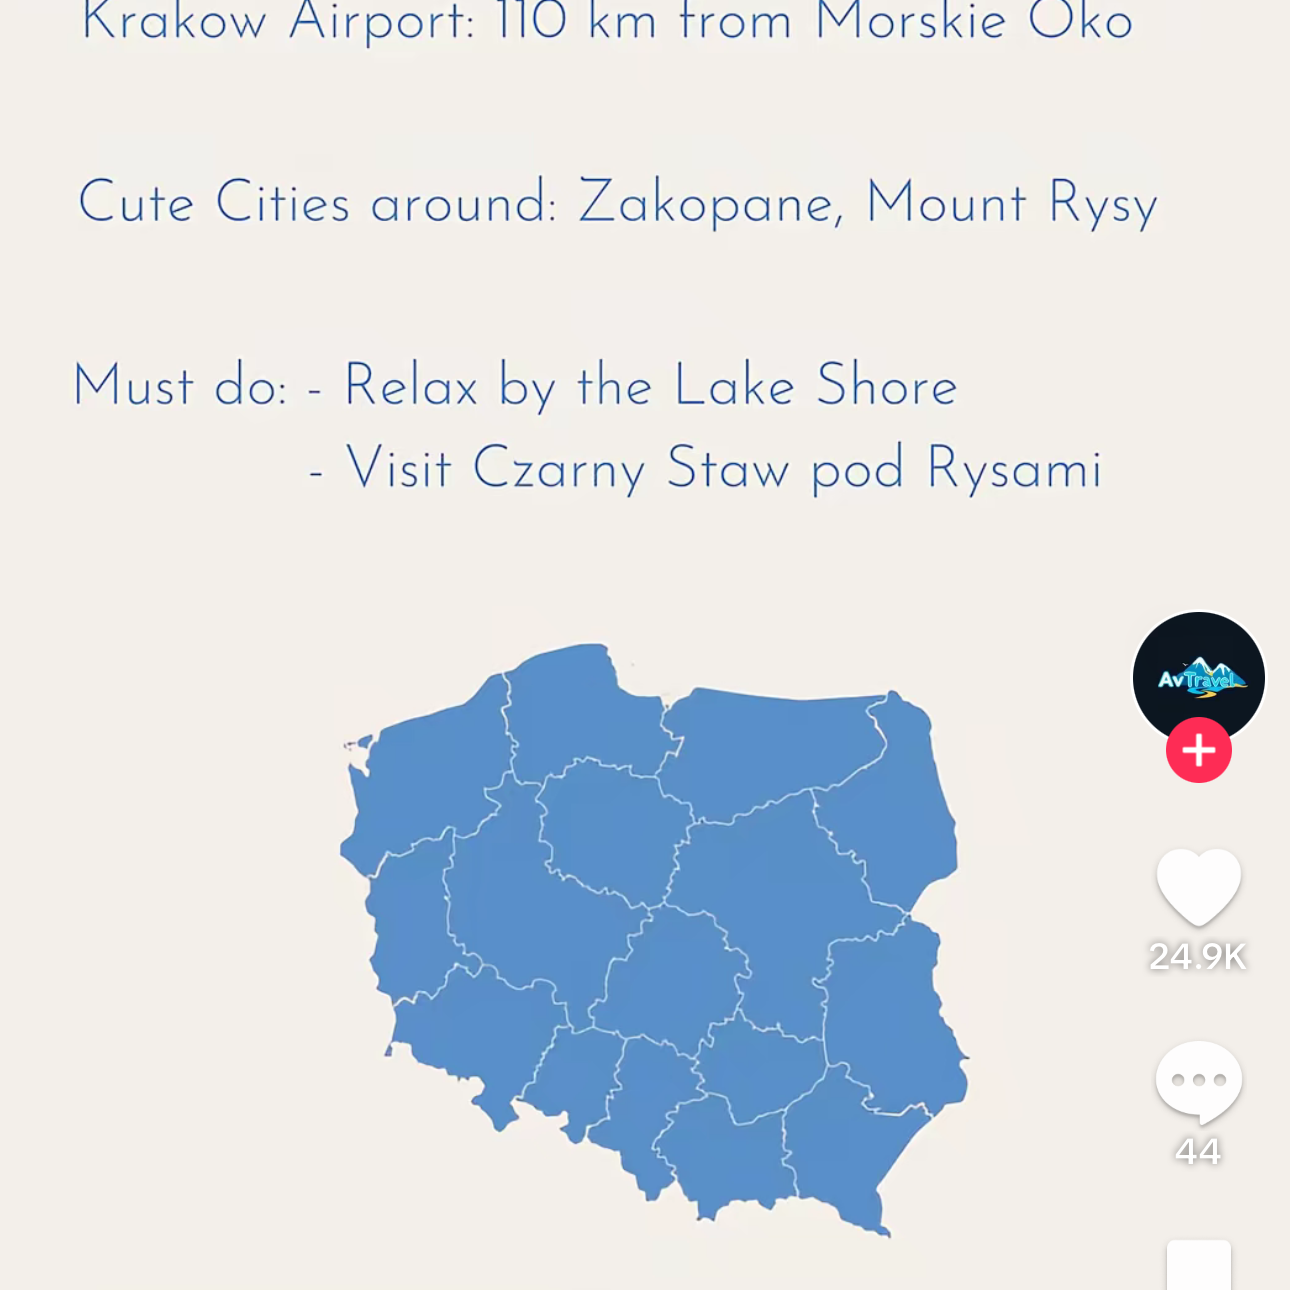 Krakow Airport: 110 km from Morskie Oko
Cute Cities around: Zakopane, Mount Rysy
Must do: - Relax by the Lake Shore
- Visit Czarny Staw pod Rysami
AvTravel
24.9K
44